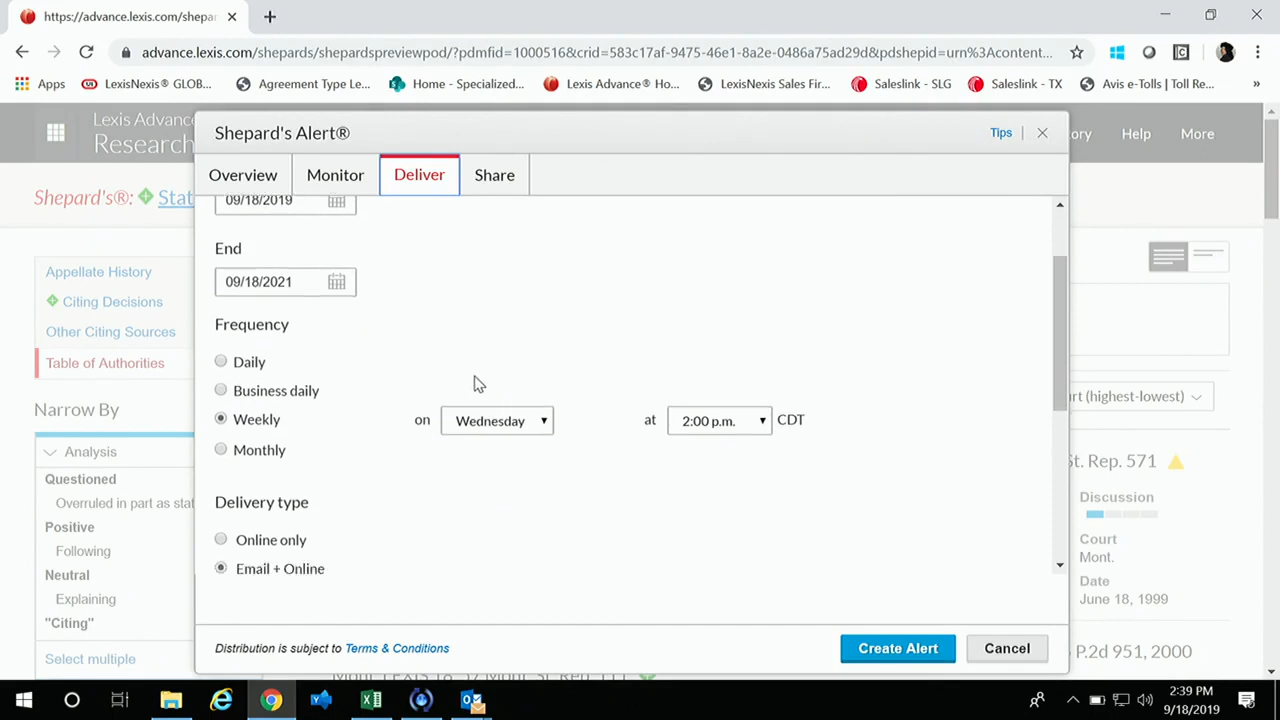 https://advance.lexis.com/shepa
advance.lexis.com/shepards/shepardspreviewpod/?pdmfid=1000516&crid=583c17af-9475-46e1-8a2e-0486a75ad29d&pdshepid=urn%3Acontent...
Apps LexisNexis® GLOB... Agreement Type Le... Home - Specialized... Lexis Advance® Ho... LexisNexis Sales Fir... Saleslink - SLG Saleslink - TX Avis e-Tolls | Toll Re... »
Lexis Advance
Research
ory Help More
Shepard's Alert®
Tips
Overview Monitor Deliver Share
Shepard's®: Stat
09/18/2019
End
09/18/2021
Frequency
Daily
Business daily
Weekly on Wednesday at 2:00 p.m. CDT
Monthly
Delivery type
Online only
Email + Online
Distribution is subject to Terms & Conditions
Create Alert Cancel
Appellate History
Citing Decisions
Other Citing Sources
Table of Authorities
Narrow By
Analysis
Questioned
Overruled in part as stat
Positive
Following
Neutral
Explaining
"Citing"
Select multiple
rt (highest-lowest)
St. Rep. 571
Discussion
Court
Mont.
Date
June 18, 1999
P.2d 951, 2000
2:39 PM
9/18/2019